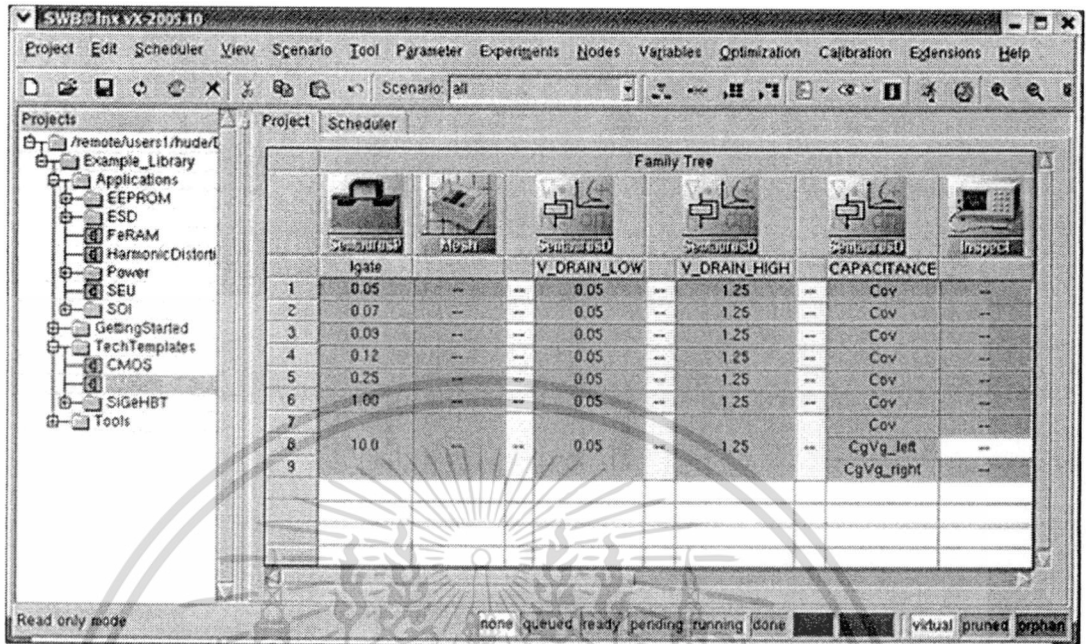 SWB@lnx vX-2005.10
Project Edit Scheduler View Scenario Tool Parameter Experiments Nodes Variables Optimization Calibration Extensions Help
Scenario: all
Projects
Project Scheduler
/remote/users1/hude/
Example_Library
Applications
EEPROM
ESD
FeRAM
HarmonicDistorti
Power
SEU
SOI
GettingStarted
TechTemplates
CMOS
SiGeHBT
Tools
Family Tree
SentaurusP Mesh SentaurusD SentaurusD SentaurusD Inspect
lgate V_DRAIN_LOW V_DRAIN_HIGH CAPACITANCE
1 0.05 -- -- 0.05 -- 1.25 -- Cov --
2 0.07 -- -- 0.05 -- 1.25 -- Cov --
3 0.09 -- -- 0.05 -- 1.25 -- Cov --
4 0.12 -- -- 0.05 -- 1.25 -- Cov --
5 0.25 -- -- 0.05 -- 1.25 -- Cov --
6 1.00 -- -- 0.05 -- 1.25 -- Cov --
7 Cov --
8 10.0 -- -- 0.05 -- 1.25 -- CgVg_left --
9 CgVg_right --
Read only mode
none queued ready pending running done virtual pruned orphan